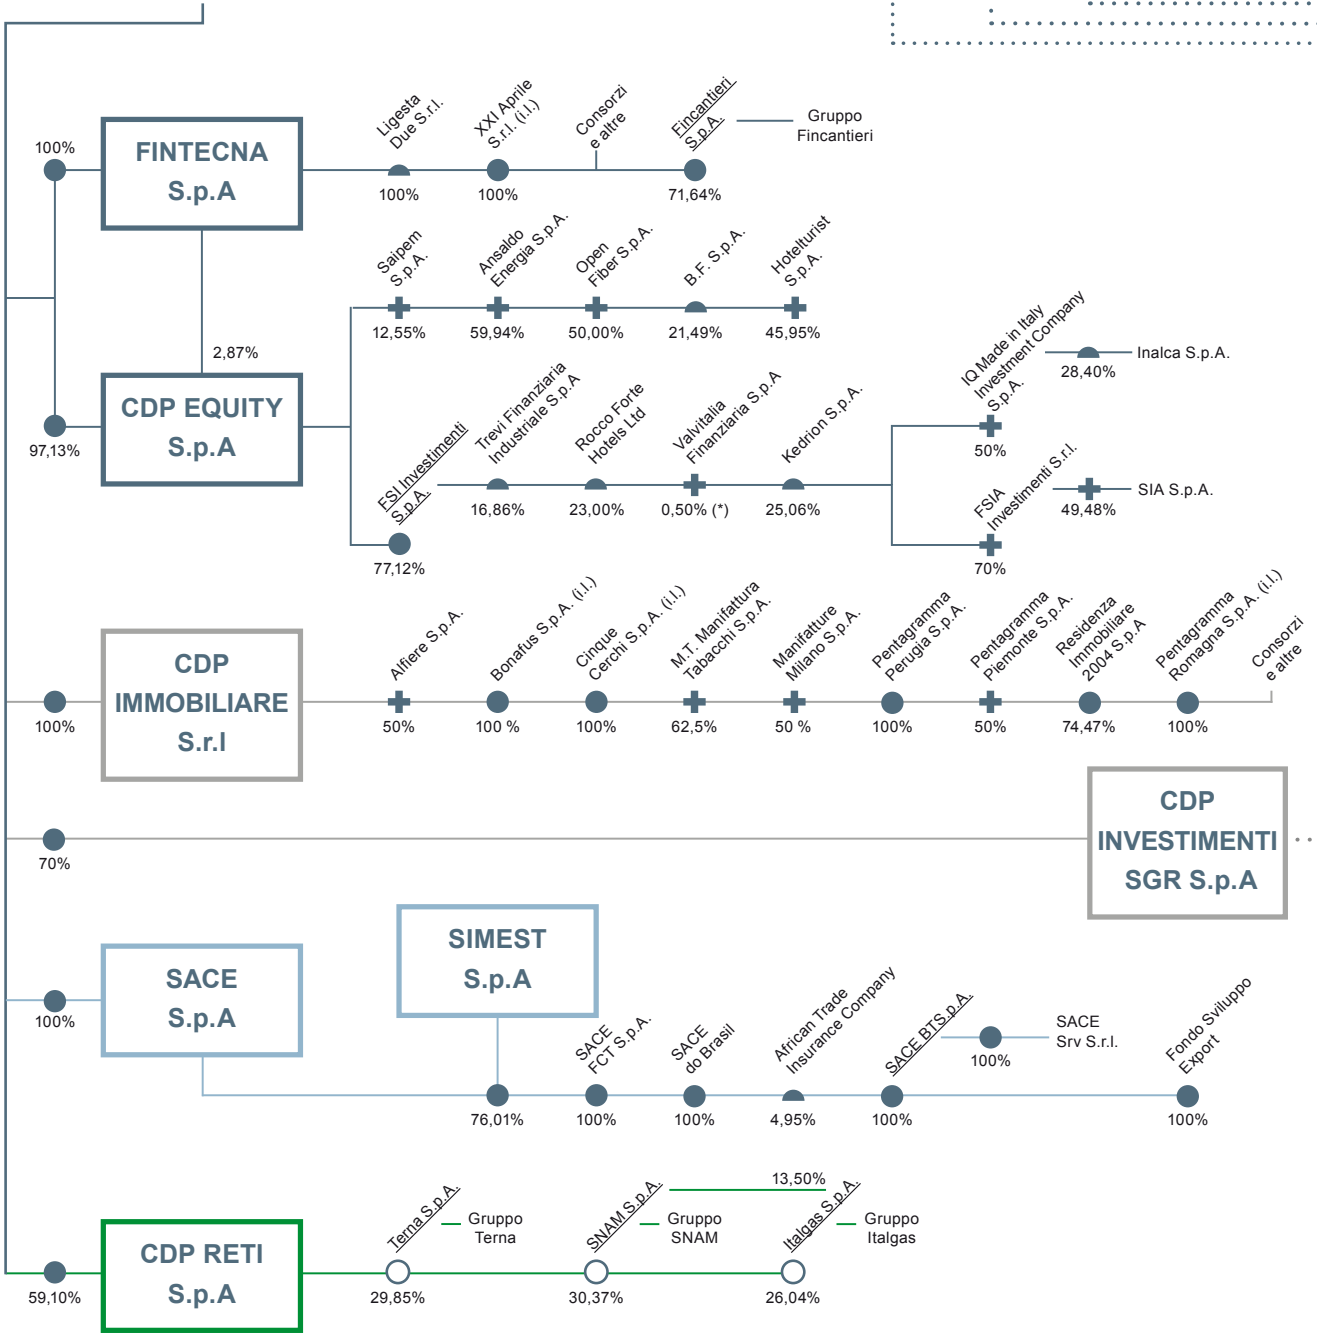 Ligesta
Due S.r.l.
XXI Aprile
S.r.l. (i.l.)
Consorzi
e altre
Fincantieri
S.p.A.
Gruppo
Fincantieri
100%
FINTECNA
S.p.A
100%
100%
71,64%
Saipem
S.p.A.
Ansaldo
Energia S.p.A.
Open
Fiber S.p.A.
B.F. S.p.A.
Hotelturist
S.p.A.
12,55%
59,94%
50,00%
21,49%
45,95%
2,87%
CDP EQUITY
S.p.A
97,13%
FSI Investimenti
S.p.A.
77,12%
Trevi Finanziaria
Industriale S.p.A
Rocco Forte
Hotels Ltd
Valvitalia
Finanziaria S.p.A
Kedrion S.p.A.
16,86%
23,00%
0,50% (*)
25,06%
IQ Made in Italy
Investment Company
S.p.A.
50%
Inalca S.p.A.
28,40%
FSIA
Investimenti S.r.l.
70%
SIA S.p.A.
49,48%
CDP
IMMOBILIARE
S.r.l
100%
Alfiere S.p.A.
Bonafus S.p.A. (i.l.)
Cinque
Cerchi S.p.A. (i.l.)
M.T. Manifattura
Tabacchi S.p.A.
Manifatture
Milano S.p.A.
Pentagramma
Perugia S.p.A.
Pentagramma
Piemonte S.p.A.
Residenza
Immobiliare
2004 S.p.A
Pentagramma
Romagna S.p.A. (i.l.)
Consorzi
e altre
50%
100 %
100%
62,5%
50 %
100%
50%
74,47%
100%
70%
CDP
INVESTIMENTI
SGR S.p.A
SIMEST
S.p.A
SACE
S.p.A
100%
SACE
FCT S.p.A.
SACE
do Brasil
African Trade
Insurance Company
SACE BTS.p.A.
SACE
Srv S.r.l.
100%
Fondo Sviluppo
Export
76,01%
100%
100%
4,95%
100%
100%
CDP RETI
S.p.A
59,10%
Terna S.p.A.
Gruppo
Terna
SNAM S.p.A.
Gruppo
SNAM
13,50%
Italgas S.p.A.
Gruppo
Italgas
29,85%
30,37%
26,04%